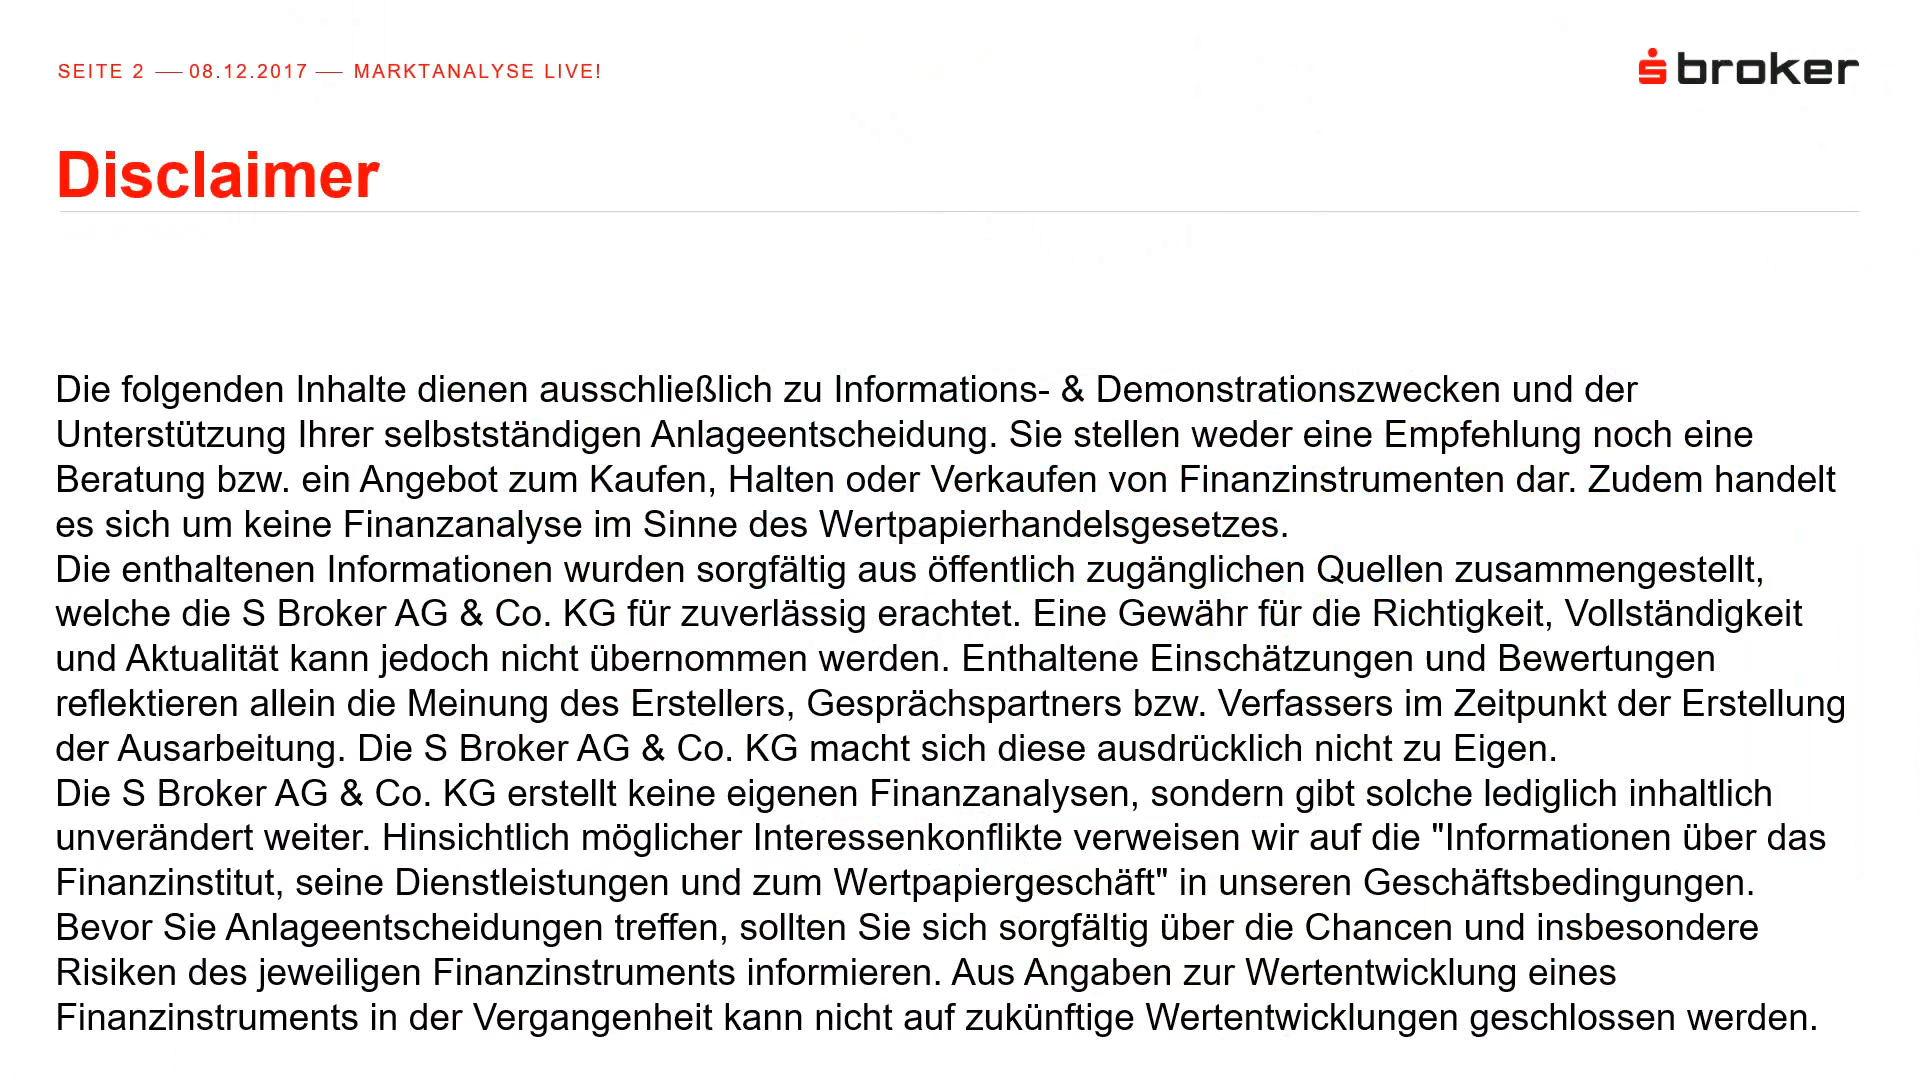 SEITE 2 — 08.12.2017 — MARKTANALYSE LIVE!
broker
Disclaimer
Die folgenden Inhalte dienen ausschließlich zu Informations- & Demonstrationszwecken und der
Unterstützung Ihrer selbstständigen Anlageentscheidung. Sie stellen weder eine Empfehlung noch eine
Beratung bzw. ein Angebot zum Kaufen, Halten oder Verkaufen von Finanzinstrumenten dar. Zudem handelt
es sich um keine Finanzanalyse im Sinne des Wertpapierhandelsgesetzes.
Die enthaltenen Informationen wurden sorgfältig aus öffentlich zugänglichen Quellen zusammengestellt,
welche die S Broker AG & Co. KG für zuverlässig erachtet. Eine Gewähr für die Richtigkeit, Vollständigkeit
und Aktualität kann jedoch nicht übernommen werden. Enthaltene Einschätzungen und Bewertungen
reflektieren allein die Meinung des Erstellers, Gesprächspartners bzw. Verfassers im Zeitpunkt der Erstellung
der Ausarbeitung. Die S Broker AG & Co. KG macht sich diese ausdrücklich nicht zu Eigen.
Die S Broker AG & Co. KG erstellt keine eigenen Finanzanalysen, sondern gibt solche lediglich inhaltlich
unverändert weiter. Hinsichtlich möglicher Interessenkonflikte verweisen wir auf die "Informationen über das
Finanzinstitut, seine Dienstleistungen und zum Wertpapiergeschäft" in unseren Geschäftsbedingungen.
Bevor Sie Anlageentscheidungen treffen, sollten Sie sich sorgfältig über die Chancen und insbesondere
Risiken des jeweiligen Finanzinstruments informieren. Aus Angaben zur Wertentwicklung eines
Finanzinstruments in der Vergangenheit kann nicht auf zukünftige Wertentwicklungen geschlossen werden.